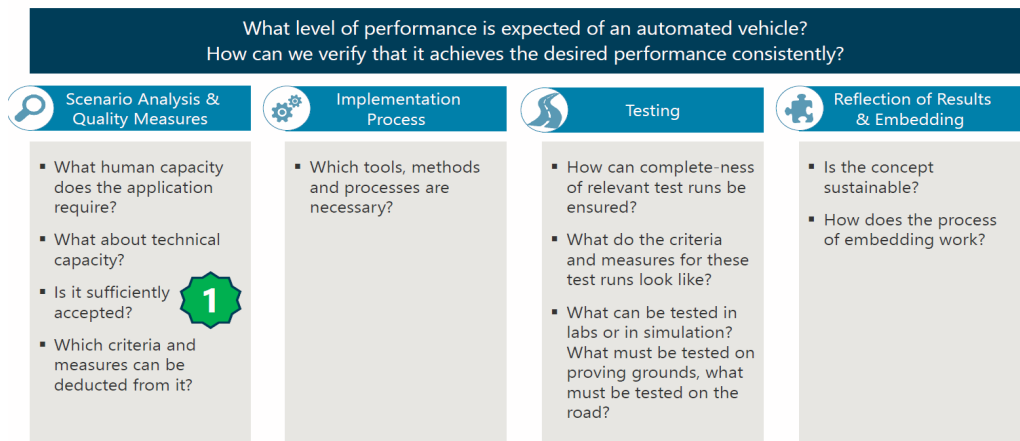 What level of performance is expected of an automated vehicle?
How can we verify that it achieves the desired performance consistently?
Scenario Analysis &
Quality Measures
▪ What human capacity
does the application
require?
▪ What about technical
capacity?
▪ Is it sufficiently
accepted?
1
▪ Which criteria and
measures can be
deducted from it?
Implementation
Process
▪ Which tools, methods
and processes are
necessary?
Testing
▪ How can complete-ness
of relevant test runs be
ensured?
▪ What do the criteria
and measures for these
test runs look like?
▪ What can be tested in
labs or in simulation?
What must be tested on
proving grounds, what
must be tested on the
road?
Reflection of Results
& Embedding
▪ Is the concept
sustainable?
▪ How does the process
of embedding work?